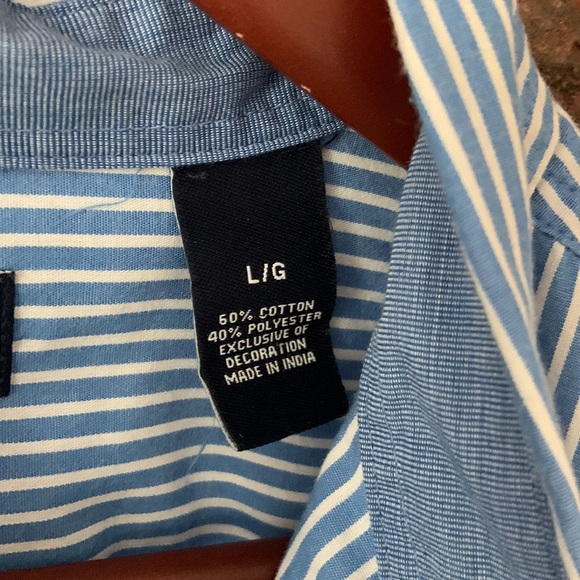 L/G
60% COTTON
40% POLYESTER
EXCLUSIVE OF
DECORATION
MADE IN INDIA